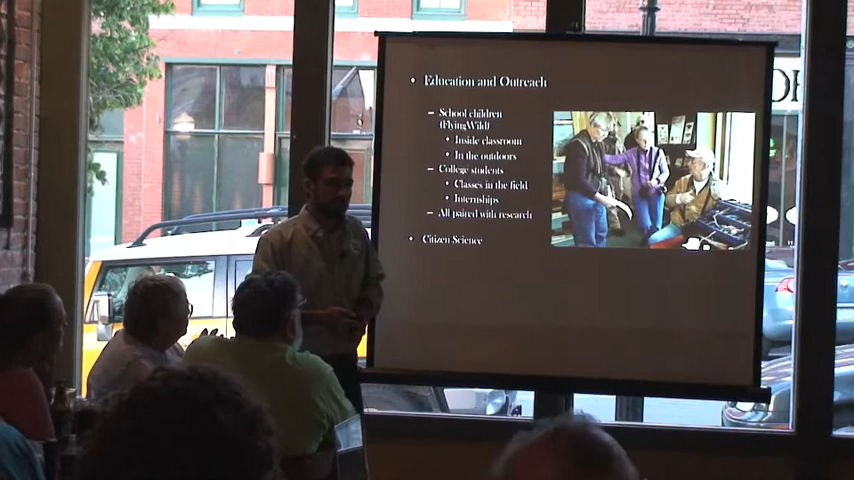 • Education and Outreach
– School children
(FlyingWild)
• Inside classroom
• In the outdoors
– College students
• Classes in the field
• Internships
– All paired with research
• Citizen Science